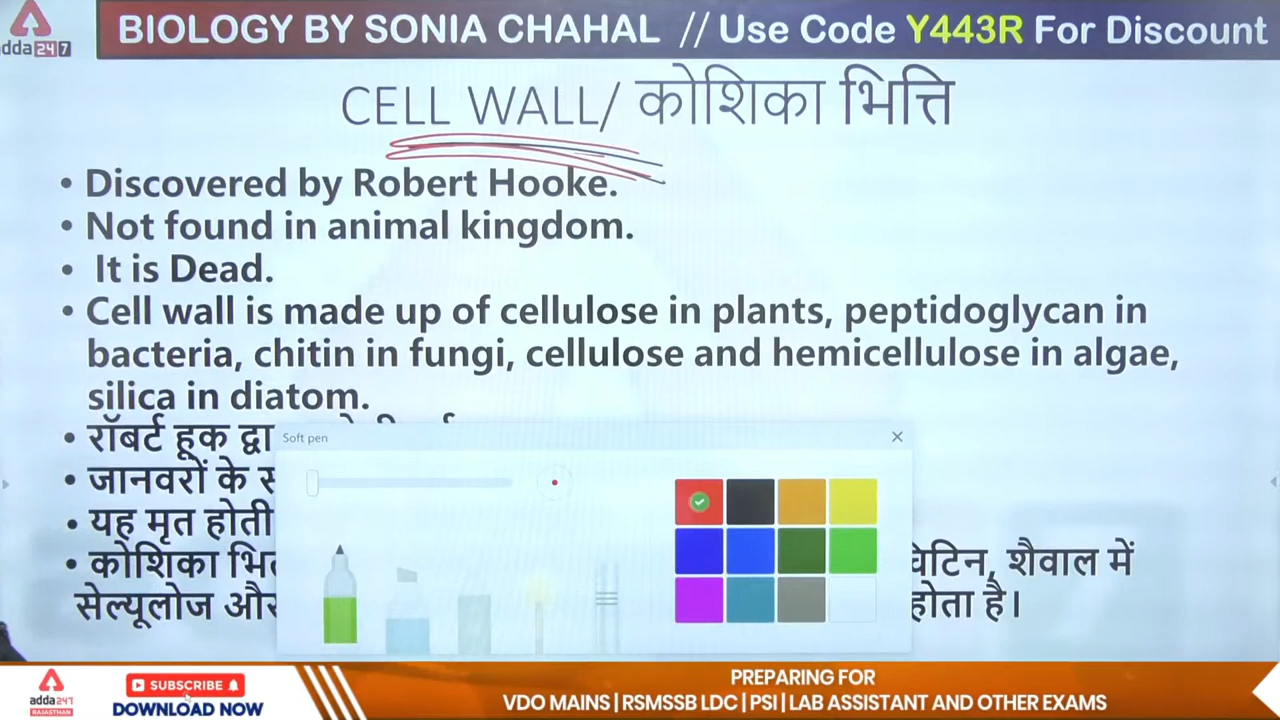 BIOLOGY BY SONIA CHAHAL // Use Code Y443R For Discount
adda247
CELL WALL/ कोशिका भित्ति
• Discovered by Robert Hooke.
• Not found in animal kingdom.
• It is Dead.
• Cell wall is made up of cellulose in plants, peptidoglycan in
bacteria, chitin in fungi, cellulose and hemicellulose in algae,
silica in diatom.
• रॉबर्ट हूक
Soft pen
• जानवरों के
• यह मृत होती
• कोशिका शैवाल में
सेल्यूलोज होता है।
adda247
RAJASTHAN
SUBSCRIBE
DOWNLOAD NOW
PREPARING FOR
VDO MAINS | RSMSSB LDC | PSI | LAB ASSISTANT AND OTHER EXAMS